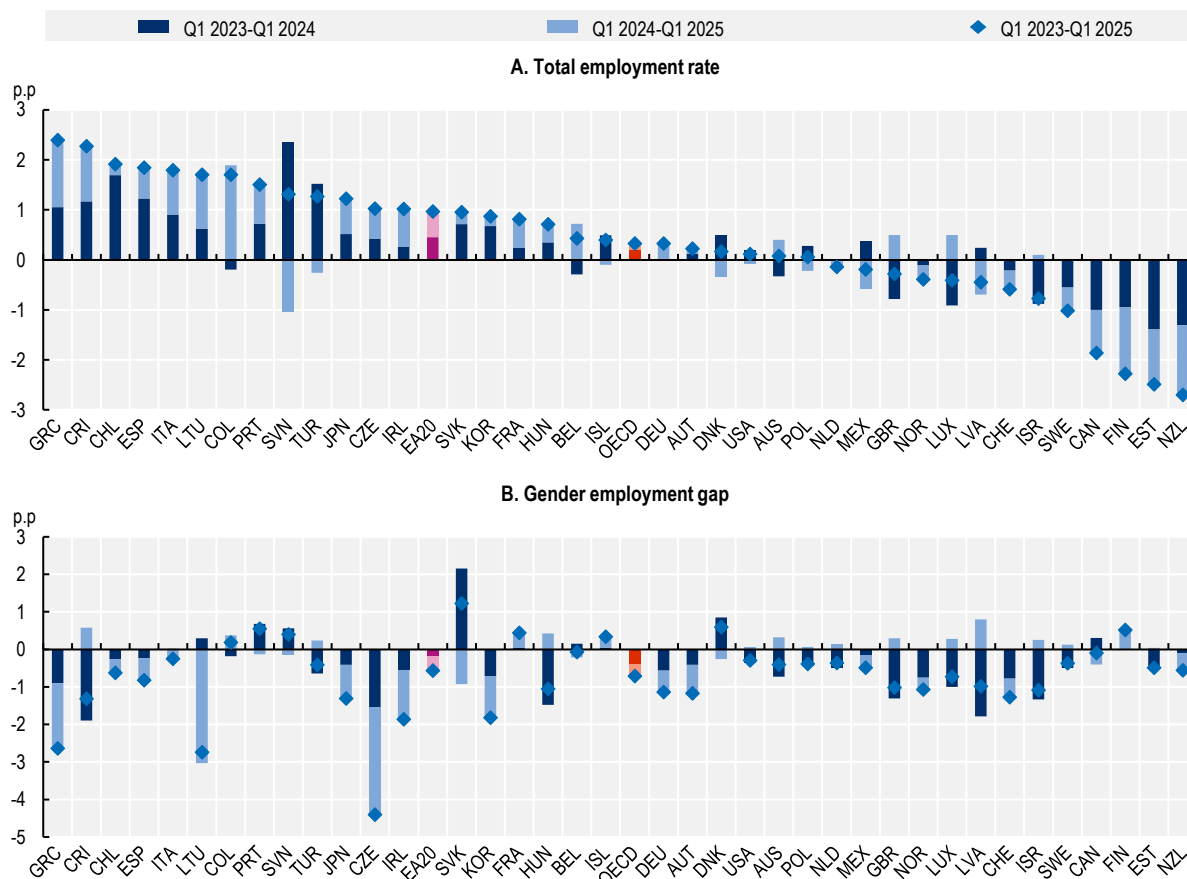 Q1 2023-Q1 2024 Q1 2024-Q1 2025 Q1 2023-Q1 2025
A. Total employment rate
p.p
3
2
1
0
-1
-2
-3
GRC CRI CHL ESP ITA LTU COL PRT SVN TUR JPN CZE IRL EA20 SVK KOR FRA HUN BEL ISL OECD DEU AUT DNK USA AUS POL NLD MEX GBR NOR LUX LVA CHE ISR SWE CAN FIN EST NZL
B. Gender employment gap
p.p
3
2
1
0
-1
-2
-3
-4
-5
GRC CRI CHL ESP ITA LTU COL PRT SVN TUR JPN CZE IRL EA20 SVK KOR FRA HUN BEL ISL OECD DEU AUT DNK USA AUS POL NLD MEX GBR NOR LUX LVA CHE ISR SWE CAN FIN EST NZL